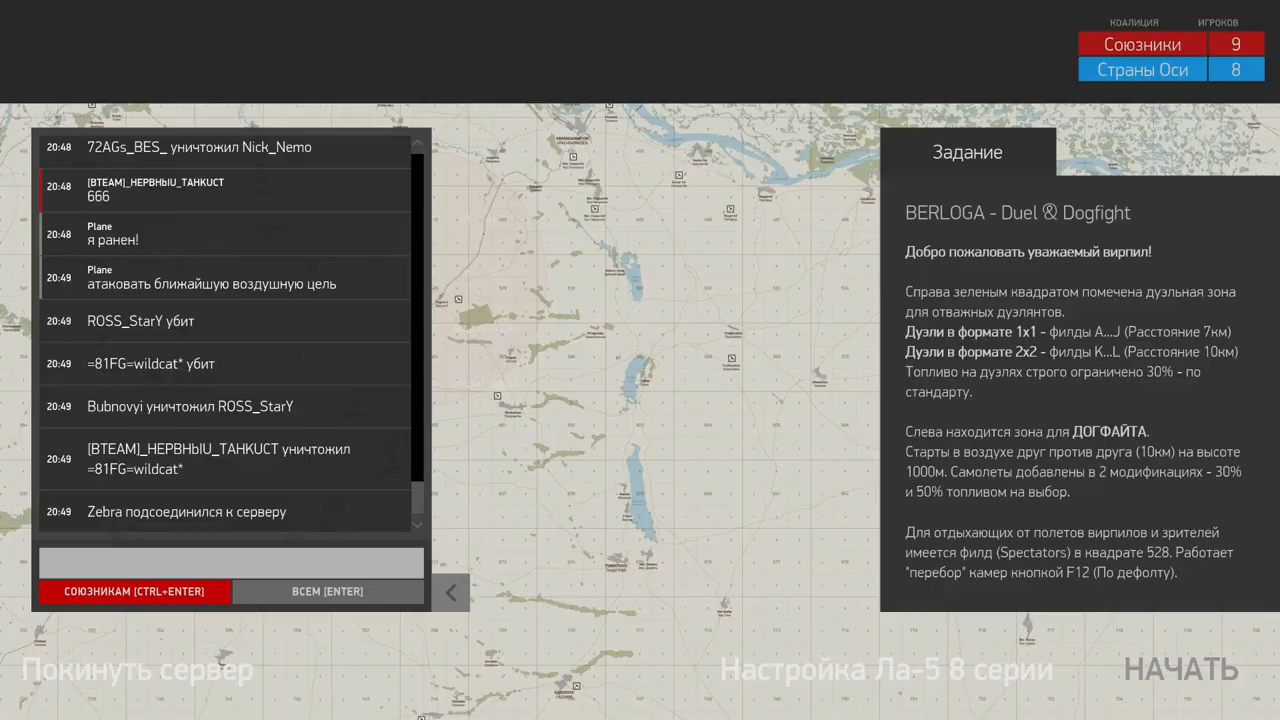 КОАЛИЦИЯ ИГРОКОВ
Союзники 9
Страны Оси 8
20:48 72AGs_BES_ уничтожил Nick_Nemo
20:48 [BTEAM]_HEPBHbIU_TAHKUCT
666
20:48 Plane
я ранен!
20:49 Plane
атаковать ближайшую воздушную цель
20:49 ROSS_StarY убит
20:49 =81FG=wildcat* убит
20:49 Bubnovyi уничтожил ROSS_StarY
20:49 [BTEAM]_HEPBHbIU_TAHKUCT уничтожил
=81FG=wildcat*
20:49 Zebra подсоединился к серверу
СОЮЗНИКАМ [CTRL+ENTER] ВСЕМ [ENTER]
Задание
BERLOGA - Duel & Dogfight
Добро пожаловать уважаемый вирпил!
Справа зеленым квадратом помечена дуэльная зона
для отважных дуэлянтов.
Дуэли в формате 1х1 - филды A...J (Расстояние 7км)
Дуэли в формате 2х2 - филды K...L (Расстояние 10км)
Топливо на дуэлях строго ограничено 30% - по
стандарту.
Слева находится зона для ДОГФАЙТА.
Старты в воздухе друг против друга (10км) на высоте
1000м. Самолеты добавлены в 2 модификациях - 30%
и 50% топливом на выбор.
Для отдыхающих от полетов вирпилов и зрителей
имеется филд (Spectators) в квадрате 528. Работает
"перебор" камер кнопкой F12 (По дефолту).
Покинуть сервер
Настройка Ла-5 8 серии
НАЧАТЬ